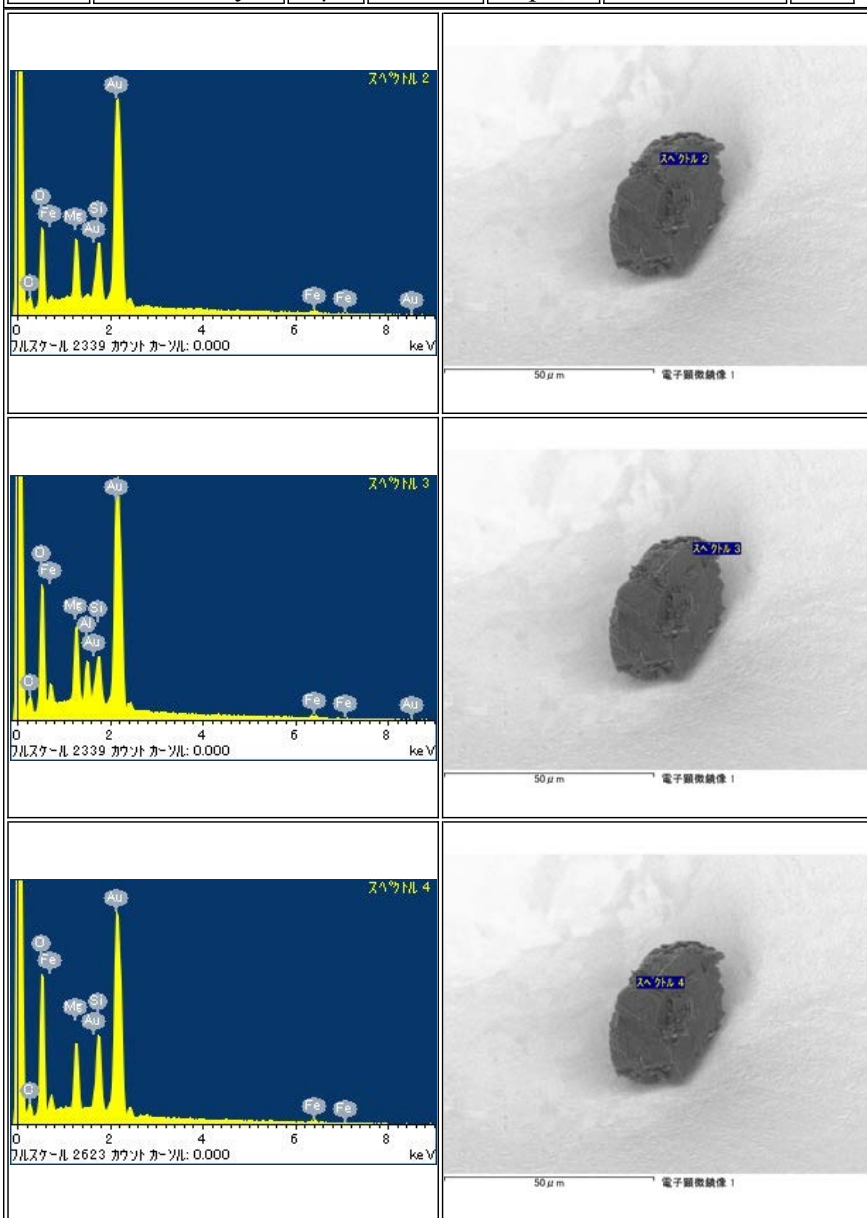 スペクトル 2
Au
O
Fe
Mg
Si
Au
O
Fe
Fe
Au
0 2 4 6 8
フルスケール 2339 カウント カーソル: 0.000 keV
スペクトル 2
50μm 電子顕微鏡像 1
スペクトル 3
Au
O
Fe
Mg
Si
Al
Au
O
Fe
Fe
Au
0 2 4 6 8
フルスケール 2339 カウント カーソル: 0.000 keV
スペクトル 3
50μm 電子顕微鏡像 1
スペクトル 4
Au
O
Fe
Mg
Si
Au
O
Fe
Fe
0 2 4 6 8
フルスケール 2623 カウント カーソル: 0.000 keV
スペクトル 4
50μm 電子顕微鏡像 1